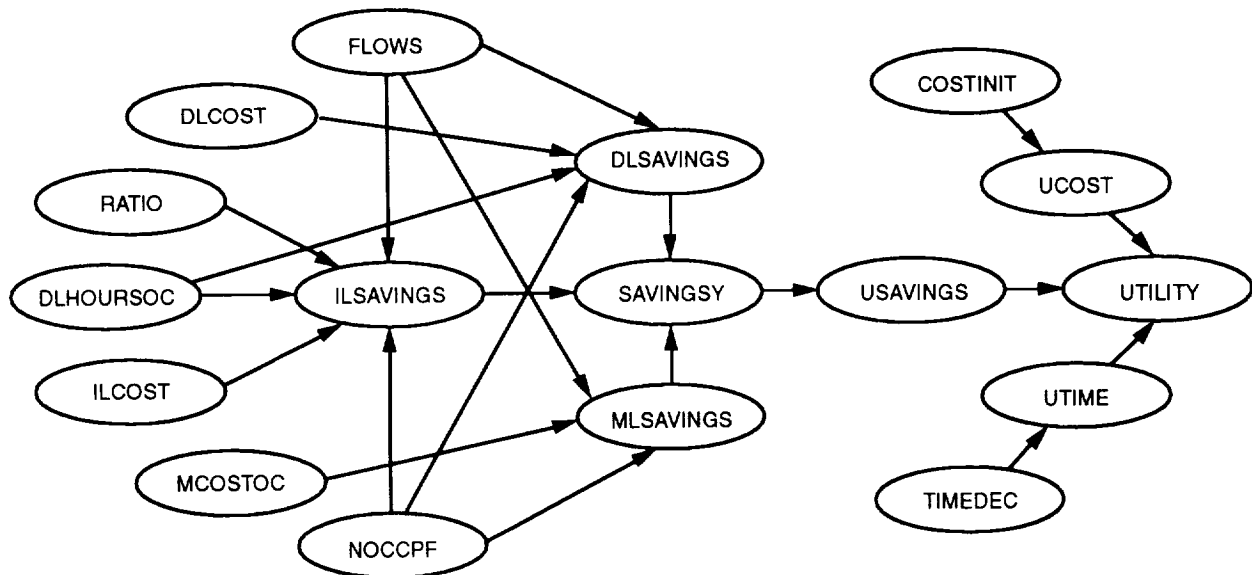 FLOWS
COSTINIT
DLCOST
DLSAVINGS
UCOST
RATIO
DLHOURSOC
ILSAVINGS
SAVINGSY
USAVINGS
UTILITY
ILCOST
UTIME
MLSAVINGS
MCOSTOC
TIMEDEC
NOCCPF